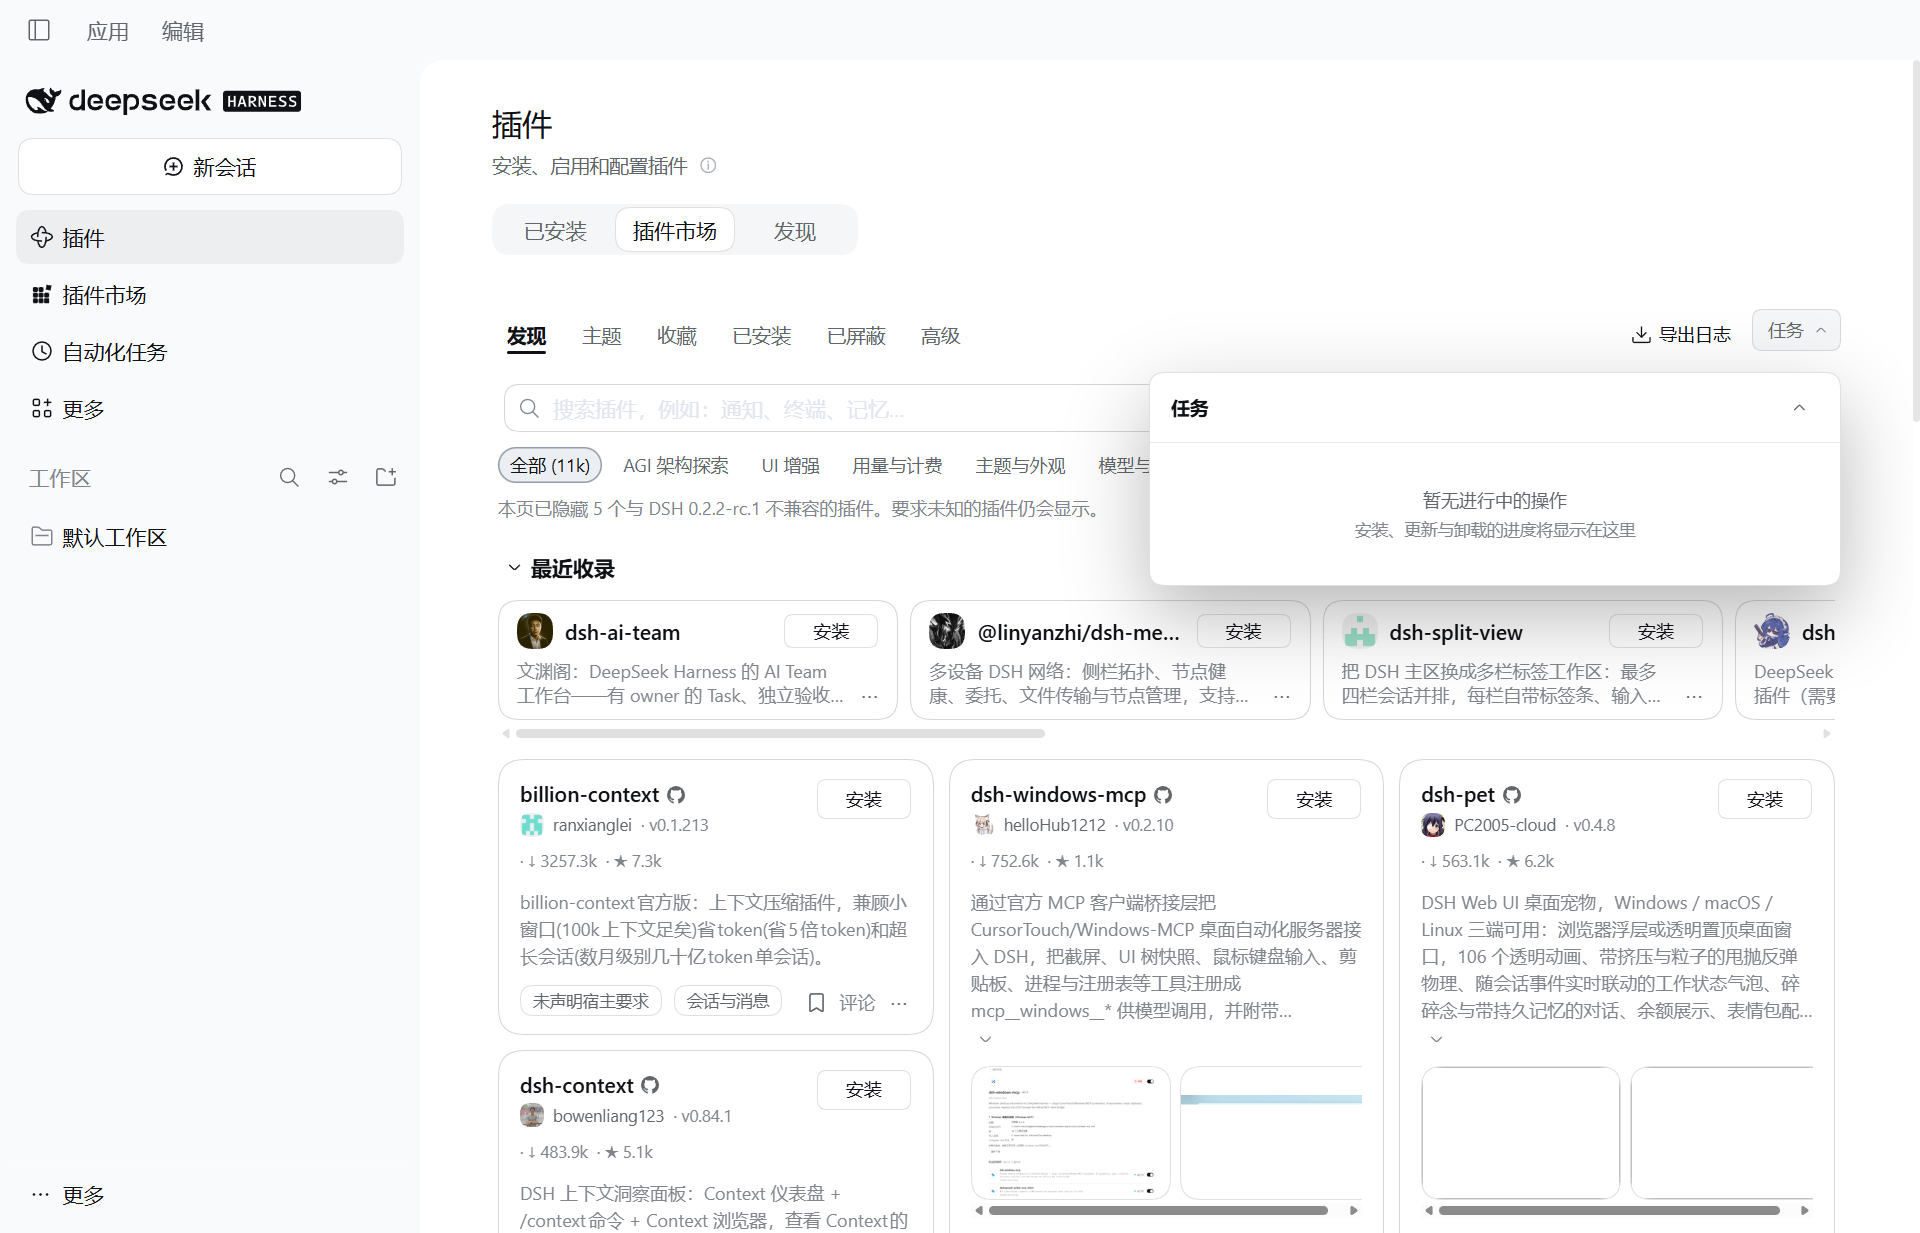 应用
编辑
deepseek HARNESS
新会话
插件
插件市场
自动化任务
更多
工作区
默认工作区
更多
插件
安装、启用和配置插件
已安装
插件市场
发现
发现
主题
收藏
已安装
已屏蔽
高级
导出日志
任务
搜索插件，例如：通知、终端、记忆...
任务
暂无进行中的操作
安装、更新与卸载的进度将显示在这里
全部 (11k)
AGI 架构探索
UI 增强
用量与计费
主题与外观
模型与
本页已隐藏 5 个与 DSH 0.2.2-rc.1 不兼容的插件。要求未知的插件仍会显示。
最近收录
dsh-ai-team
安装
文渊阁：DeepSeek Harness 的 AI Team
工作台——有 owner 的 Task、独立验收...
@linyanzhi/dsh-me...
安装
多设备 DSH 网络：侧栏拓扑、节点健
康、委托、文件传输与节点管理，支持...
dsh-split-view
安装
把 DSH 主区换成多栏标签工作区：最多
四栏会话并排，每栏自带标签条、输入...
dsh
DeepSeek
插件（需要
billion-context
安装
ranxianglei · v0.1.213
· ↓ 3257.3k · ★ 7.3k
billion-context官方版：上下文压缩插件，兼顾小
窗口(100k上下文足矣)省token(省5倍token)和超
长会话(数月级别几十亿token单会话)。
未声明宿主要求
会话与消息
评论
dsh-windows-mcp
安装
helloHub1212 · v0.2.10
· ↓ 752.6k · ★ 1.1k
通过官方 MCP 客户端桥接层把
CursorTouch/Windows-MCP 桌面自动化服务器接
入 DSH，把截屏、UI 树快照、鼠标键盘输入、剪
贴板、进程与注册表等工具注册成
mcp__windows__* 供模型调用，并附带...
dsh-pet
安装
PC2005-cloud · v0.4.8
· ↓ 563.1k · ★ 6.2k
DSH Web UI 桌面宠物，Windows / macOS /
Linux 三端可用：浏览器浮层或透明置顶桌面窗
口，106 个透明动画、带挤压与粒子的甩抛反弹
物理、随会话事件实时联动的工作状态气泡、碎
碎念与带持久记忆的对话、余额展示、表情包配...
dsh-context
安装
bowenliang123 · v0.84.1
· ↓ 483.9k · ★ 5.1k
DSH 上下文洞察面板：Context 仪表盘 +
/context命令 + Context 浏览器，查看 Context的